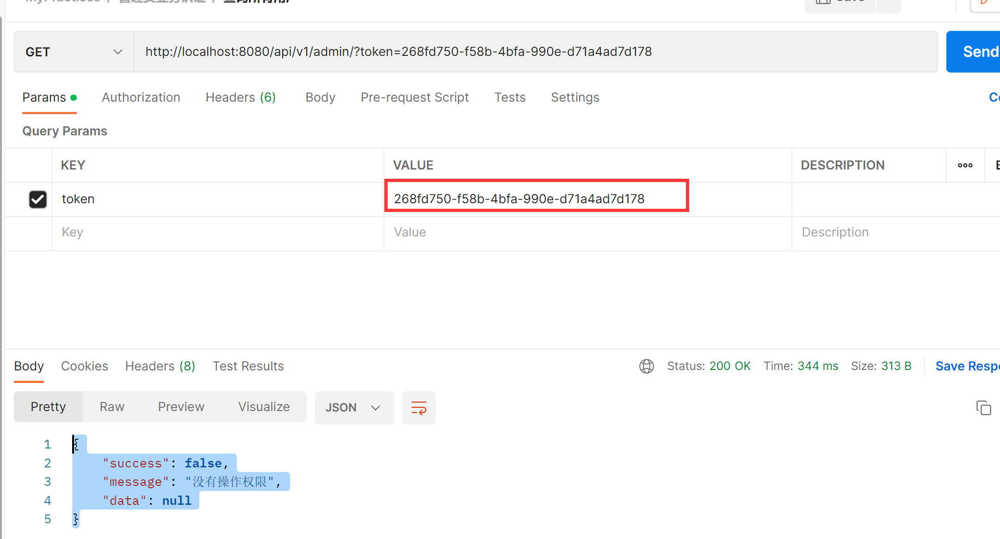 GET http://localhost:8080/api/v1/admin/?token=268fd750-f58b-4bfa-990e-d71a4ad7d178 Send
Params Authorization Headers (6) Body Pre-request Script Tests Settings
Query Params
KEY VALUE DESCRIPTION
token 268fd750-f58b-4bfa-990e-d71a4ad7d178
Key Value Description
Body Cookies Headers (8) Test Results Status: 200 OK Time: 344 ms Size: 313 B Save
Pretty Raw Preview Visualize JSON
1 {
2 "success": false,
3 "message": "没有操作权限",
4 "data": null
5 }